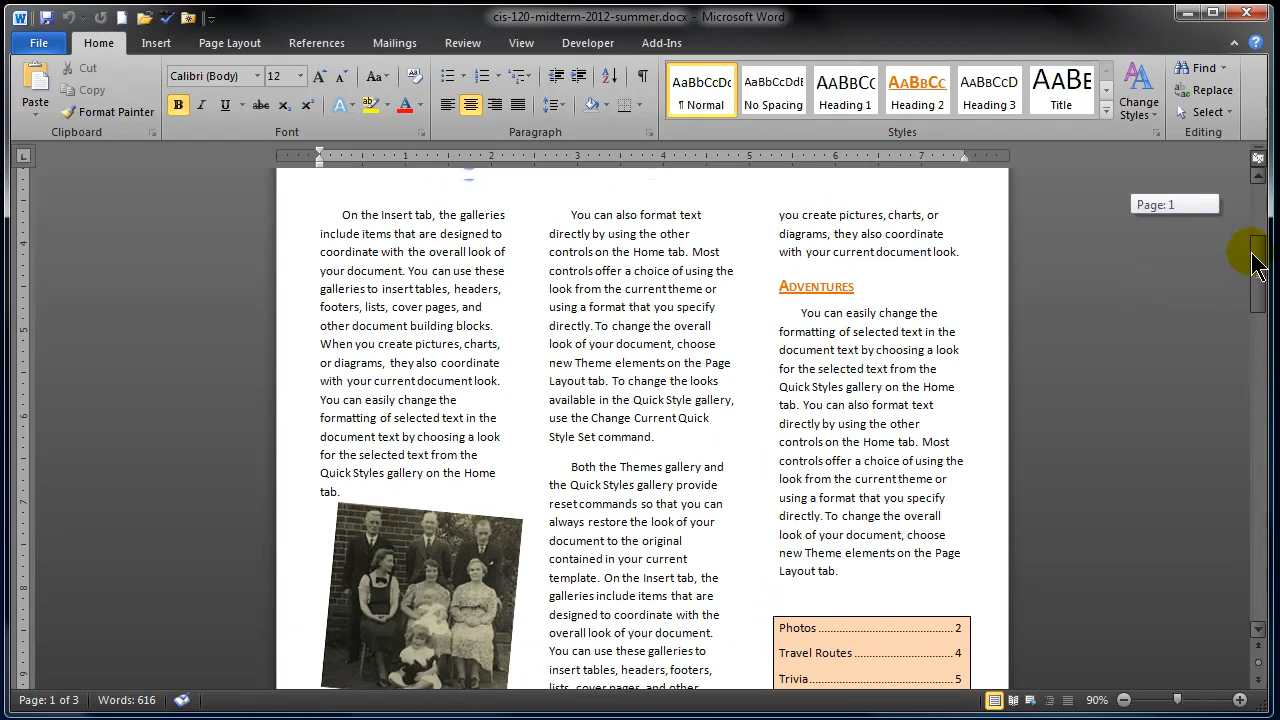 cis-120-midterm-2012-summer.docx - Microsoft Word
File Home Insert Page Layout References Mailings Review View Developer Add-Ins
Paste
Cut
Copy
Format Painter
Clipboard
Calibri (Body) 12
Font
Paragraph
AaBbCcDc AaBbCcDdE AaBbCc AaBbCc AaBbCcD AaBb
¶ Normal No Spacing Heading 1 Heading 2 Heading 3 Title
Change Styles
Styles
Find
Replace
Select
Editing
1 2 3 4 5 6 7
Page: 1
On the Insert tab, the galleries
include items that are designed to
coordinate with the overall look of
your document. You can use these
galleries to insert tables, headers,
footers, lists, cover pages, and
other document building blocks.
When you create pictures, charts,
or diagrams, they also coordinate
with your current document look.
You can easily change the
formatting of selected text in the
document text by choosing a look
for the selected text from the
Quick Styles gallery on the Home
tab.
You can also format text
directly by using the other
controls on the Home tab. Most
controls offer a choice of using the
look from the current theme or
using a format that you specify
directly. To change the overall
look of your document, choose
new Theme elements on the Page
Layout tab. To change the looks
available in the Quick Style gallery,
use the Change Current Quick
Style Set command.
Both the Themes gallery and
the Quick Styles gallery provide
reset commands so that you can
always restore the look of your
document to the original
contained in your current
template. On the Insert tab, the
galleries include items that are
designed to coordinate with the
overall look of your document.
You can use these galleries to
insert tables, headers, footers,
lists, cover pages, and other
you create pictures, charts, or
diagrams, they also coordinate
with your current document look.
Adventures
You can easily change the
formatting of selected text in the
document text by choosing a look
for the selected text from the
Quick Styles gallery on the Home
tab. You can also format text
directly by using the other
controls on the Home tab. Most
controls offer a choice of using the
look from the current theme or
using a format that you specify
directly. To change the overall
look of your document, choose
new Theme elements on the Page
Layout tab.
Photos 2
Travel Routes 4
Trivia 5
Page: 1 of 3 Words: 616 90%